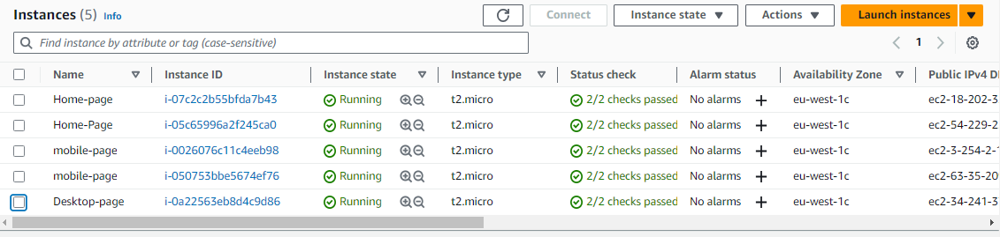 Instances (5) Info Connect Instance state Actions Launch instances
Find instance by attribute or tag (case-sensitive) 1
Name Instance ID Instance state Instance type Status check Alarm status Availability Zone Public IPv4 D
Home-page i-07c2c2b55bfda7b43 Running t2.micro 2/2 checks passed No alarms eu-west-1c ec2-18-202-3
Home-Page i-05c65996a2f245ca0 Running t2.micro 2/2 checks passed No alarms eu-west-1c ec2-54-229-2
mobile-page i-0026076c11c4eeb98 Running t2.micro 2/2 checks passed No alarms eu-west-1c ec2-3-254-2-
mobile-page i-050753bbe5674ef76 Running t2.micro 2/2 checks passed No alarms eu-west-1c ec2-63-35-20
Desktop-page i-0a22563eb8d4c9d86 Running t2.micro 2/2 checks passed No alarms eu-west-1c ec2-34-241-3